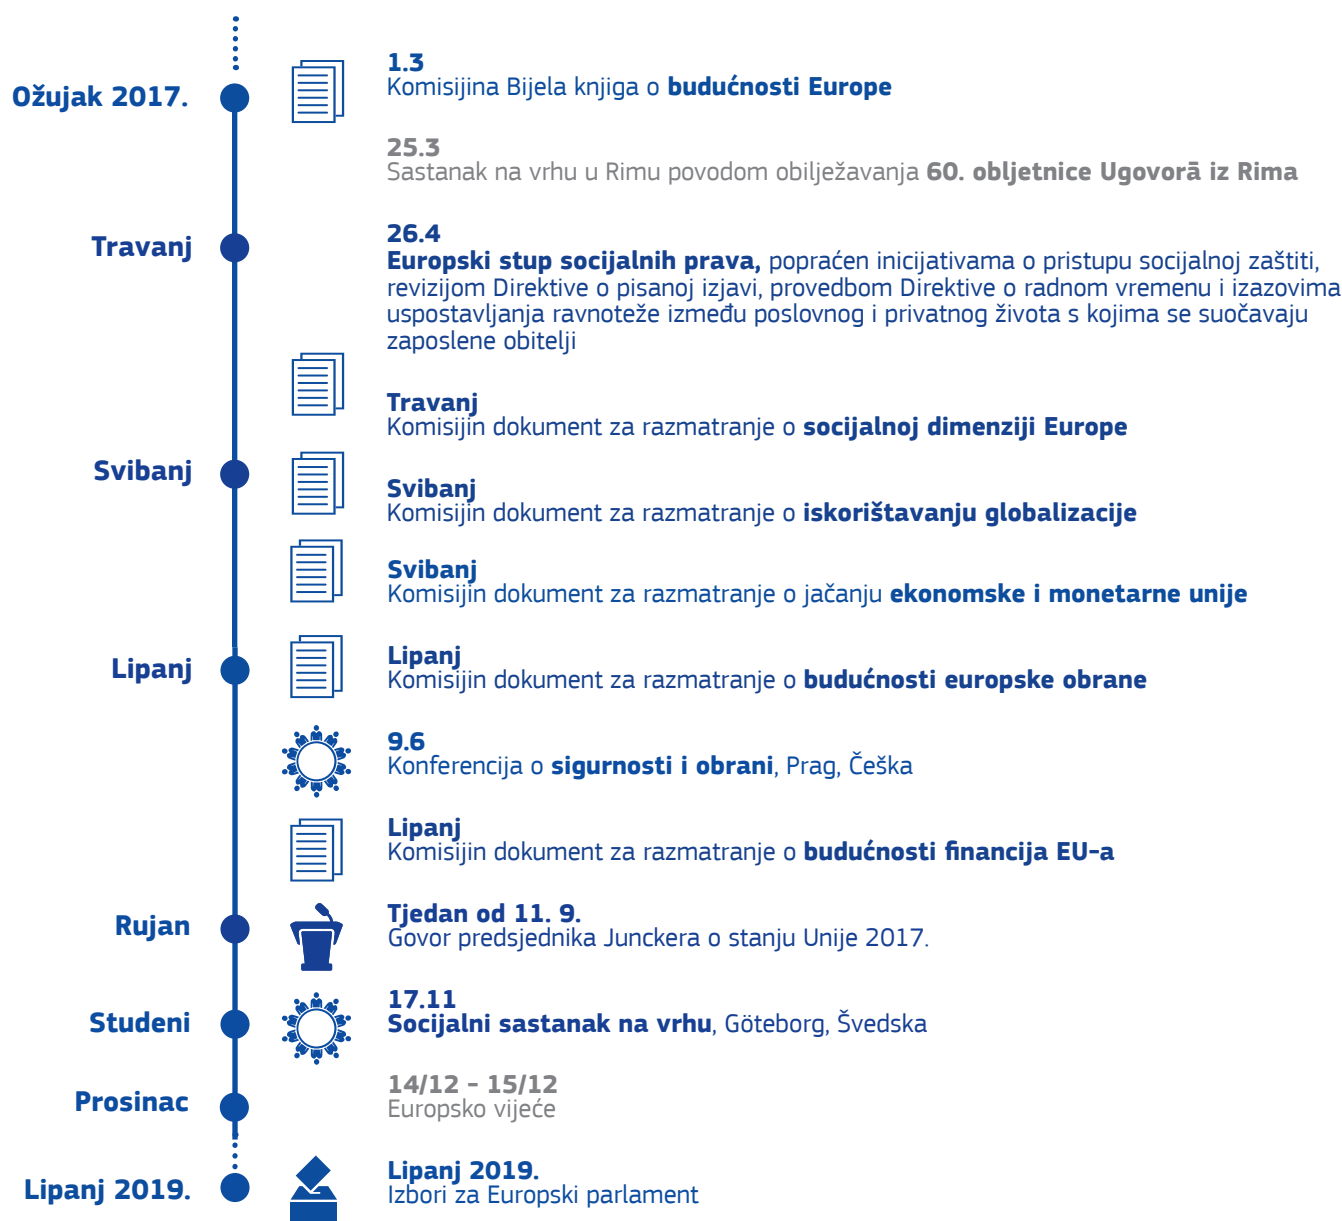 Ožujak 2017.
1.3
Komisijina Bijela knjiga o budućnosti Europe
25.3
Sastanak na vrhu u Rimu povodom obilježavanja 60. obljetnice Ugovorā iz Rima
Travanj
26.4
Europski stup socijalnih prava, popraćen inicijativama o pristupu socijalnoj zaštiti,
revizijom Direktive o pisanoj izjavi, provedbom Direktive o radnom vremenu i izazovima
uspostavljanja ravnoteže između poslovnog i privatnog života s kojima se suočavaju
zaposlene obitelji
Travanj
Komisijin dokument za razmatranje o socijalnoj dimenziji Europe
Svibanj
Svibanj
Komisijin dokument za razmatranje o iskorištavanju globalizacije
Svibanj
Komisijin dokument za razmatranje o jačanju ekonomske i monetarne unije
Lipanj
Lipanj
Komisijin dokument za razmatranje o budućnosti europske obrane
9.6
Konferencija o sigurnosti i obrani, Prag, Češka
Lipanj
Komisijin dokument za razmatranje o budućnosti financija EU-a
Rujan
Tjedan od 11. 9.
Govor predsjednika Junckera o stanju Unije 2017.
Studeni
17.11
Socijalni sastanak na vrhu, Göteborg, Švedska
Prosinac
14/12 - 15/12
Europsko vijeće
Lipanj 2019.
Lipanj 2019.
Izbori za Europski parlament